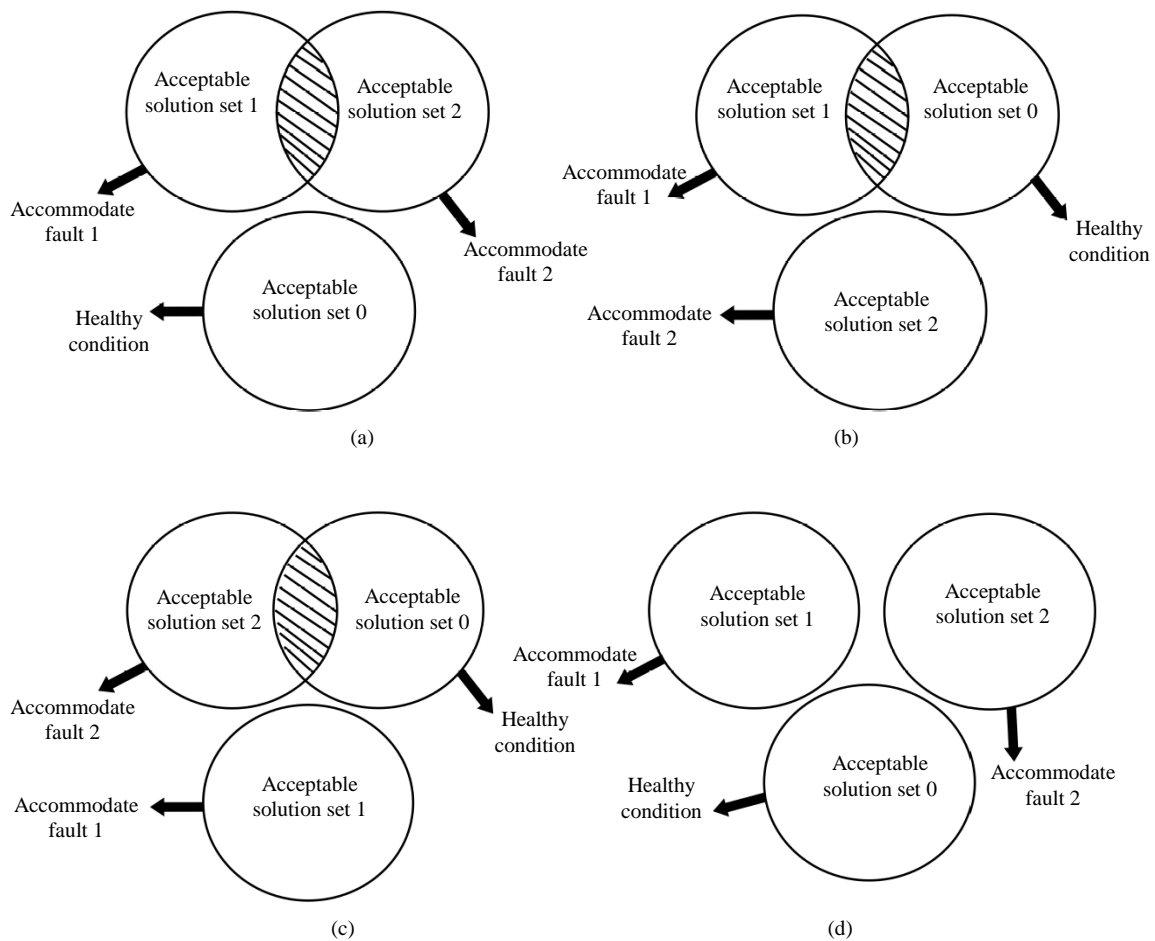 Acceptable
solution set 1
Acceptable
solution set 2
Accommodate
fault 1
Accommodate
fault 2
Acceptable
solution set 0
Healthy
condition
(a)
Acceptable
solution set 1
Acceptable
solution set 0
Accommodate
fault 1
Healthy
condition
Acceptable
solution set 2
Accommodate
fault 2
(b)
Acceptable
solution set 2
Acceptable
solution set 0
Accommodate
fault 2
Healthy
condition
Acceptable
solution set 1
Accommodate
fault 1
(c)
Acceptable
solution set 1
Acceptable
solution set 2
Accommodate
fault 1
Acceptable
solution set 0
Healthy
condition
Accommodate
fault 2
(d)